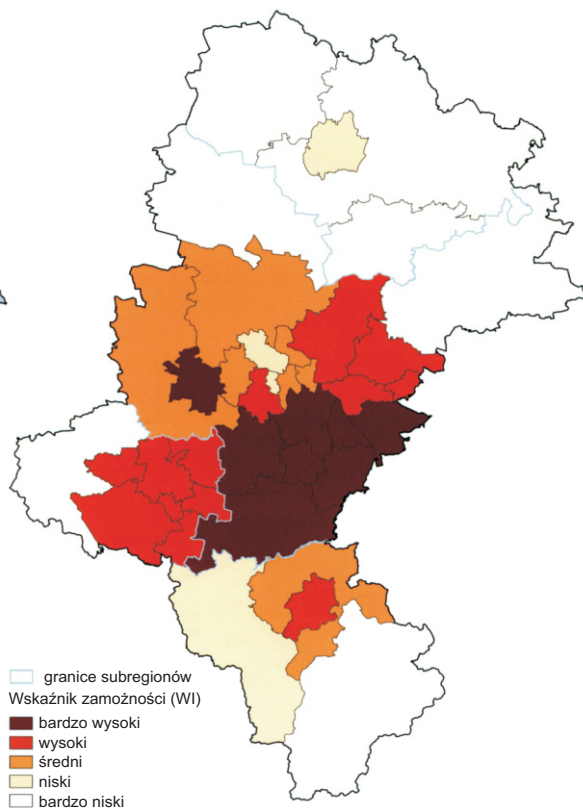 granice subregionów
Wskaźnik zamożności (WI)
bardzo wysoki
wysoki
średni
niski
bardzo niski